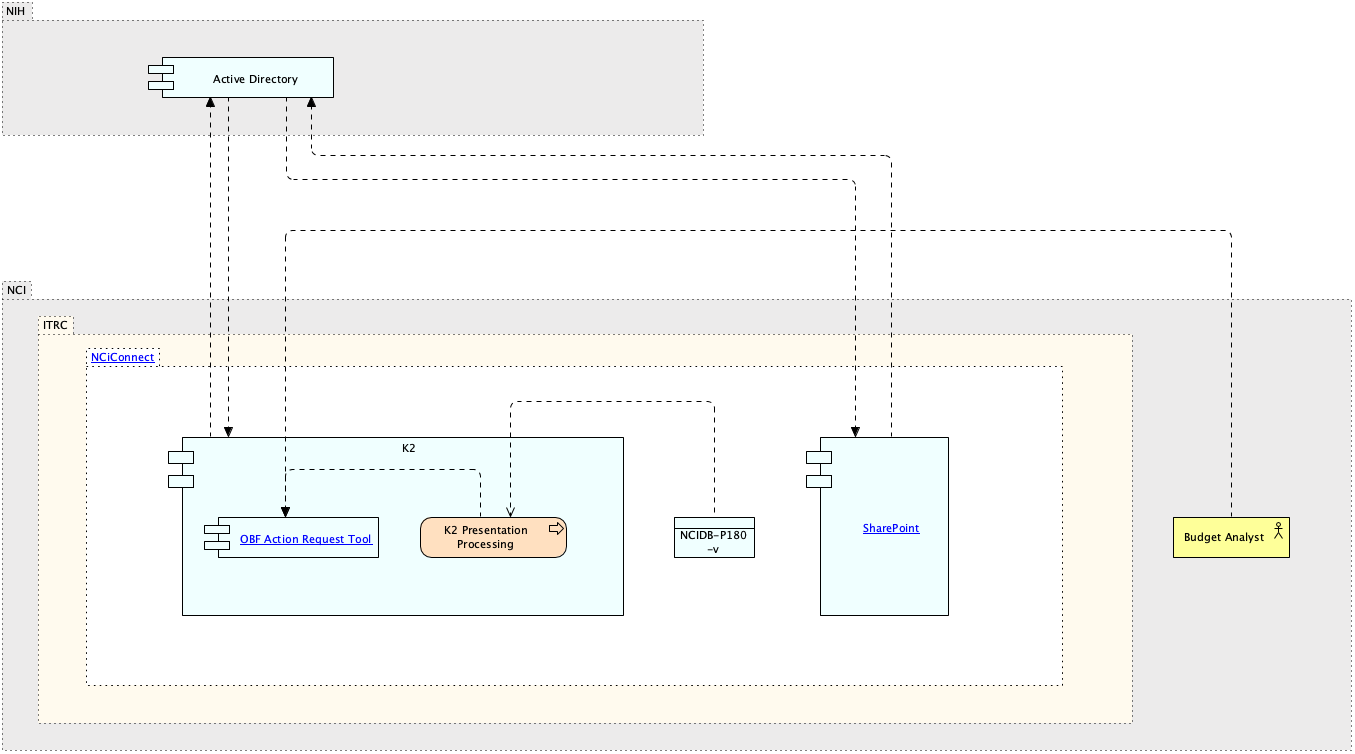 NIH
Active Directory
NCI
ITRC
NCiConnect
K2
OBF Action Request Tool
K2 Presentation
Processing
NCIDB-P180
-v
SharePoint
Budget Analyst